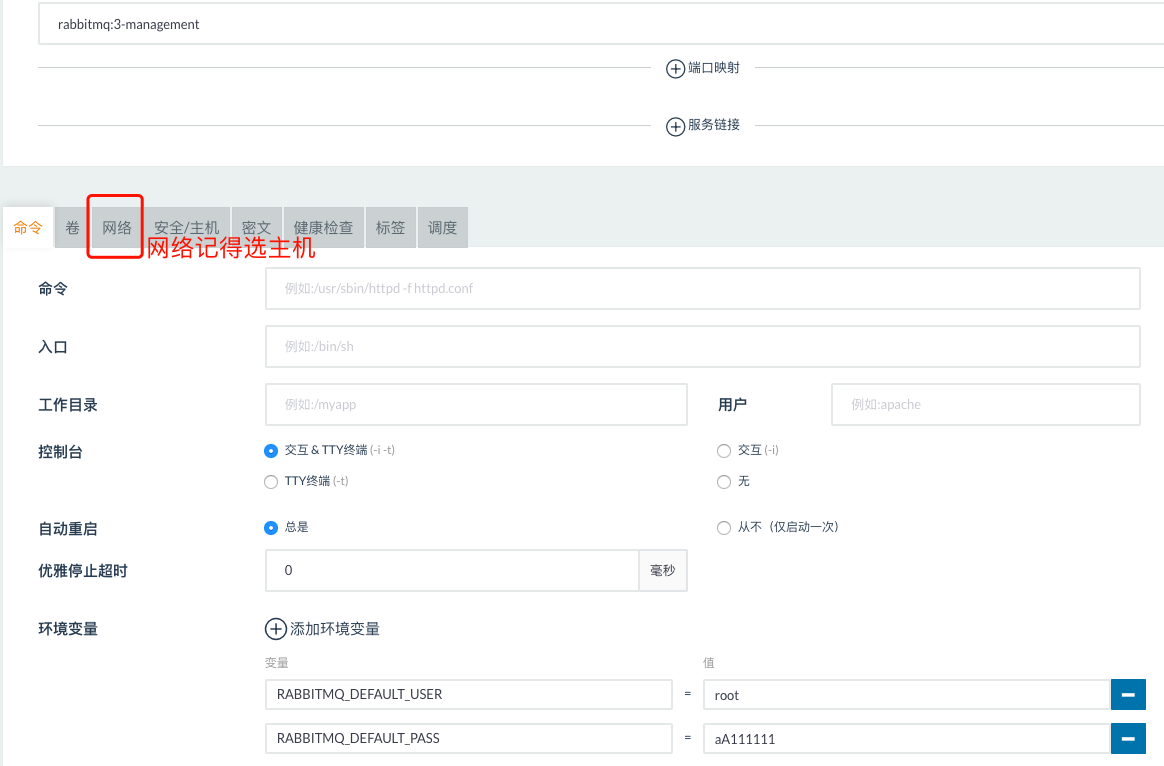 rabbitmq:3-management
端口映射
服务链接
命令 卷 网络 安全/主机 密文 健康检查 标签 调度
网络记得选主机
命令 例如:/usr/sbin/httpd -f httpd.conf
入口 例如:/bin/sh
工作目录 例如:/myapp 用户 例如:apache
控制台 交互 & TTY终端 (-i -t) 交互 (-i)
TTY终端 (-t) 无
自动重启 总是 从不（仅启动一次）
优雅停止超时 0 毫秒
环境变量 添加环境变量
变量 值
RABBITMQ_DEFAULT_USER = root
RABBITMQ_DEFAULT_PASS = aA111111